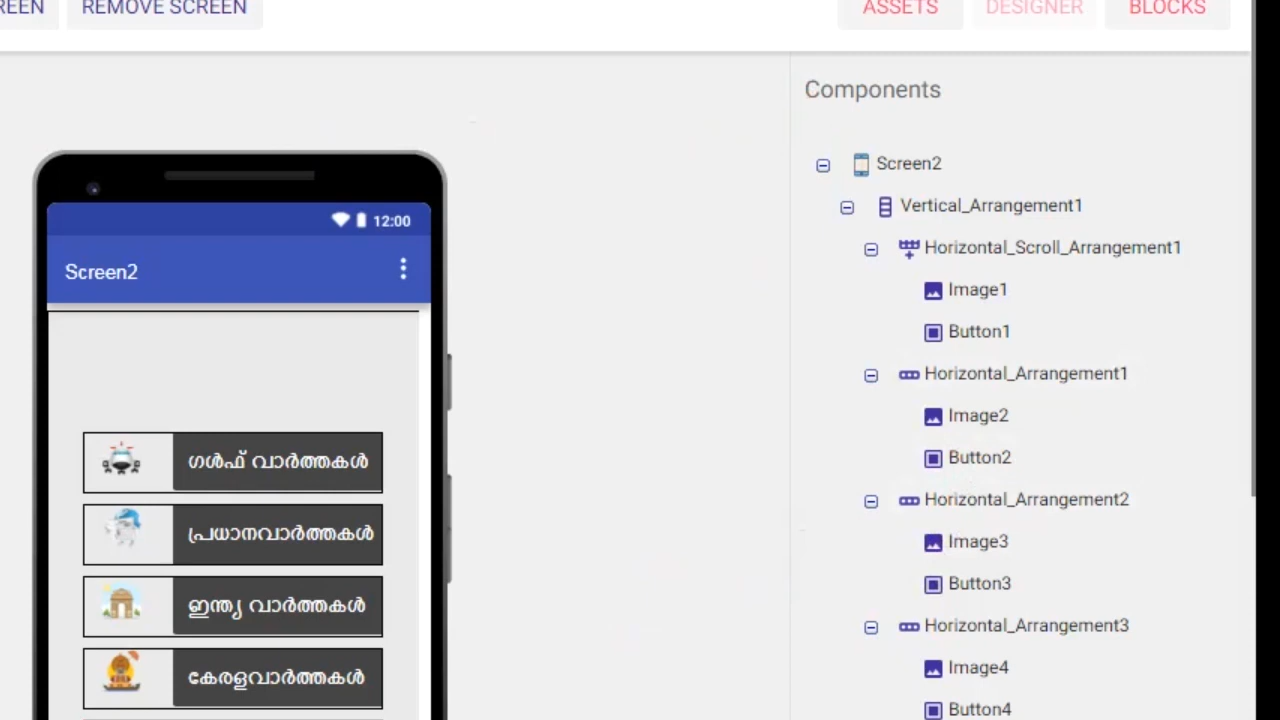 REEN REMOVE SCREEN ASSETS DESIGNER BLOCKS
Components
Screen2
Vertical_Arrangement1
Horizontal_Scroll_Arrangement1
Image1
Button1
Horizontal_Arrangement1
Image2
Button2
Horizontal_Arrangement2
Image3
Button3
Horizontal_Arrangement3
Image4
Button4
12:00
Screen2
ഗൾഫ് വാർത്തകൾ
പ്രധാനവാർത്തകൾ
ഇന്ത്യ വാർത്തകൾ
കേരളവാർത്തകൾ